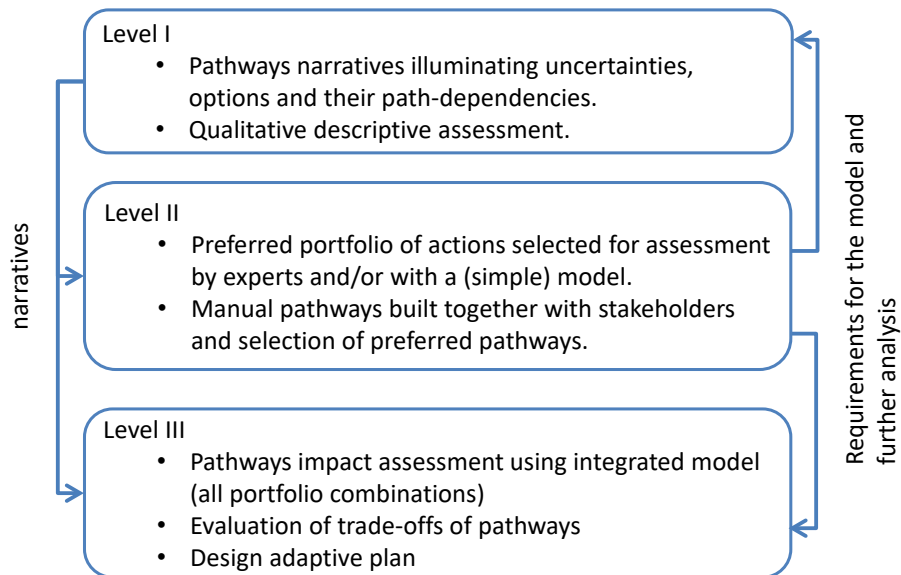 Level I
• Pathways narratives illuminating uncertainties,
options and their path-dependencies.
• Qualitative descriptive assessment.
Level II
• Preferred portfolio of actions selected for assessment
by experts and/or with a (simple) model.
• Manual pathways built together with stakeholders
and selection of preferred pathways.
Level III
• Pathways impact assessment using integrated model
(all portfolio combinations)
• Evaluation of trade-offs of pathways
• Design adaptive plan
narratives
Requirements for the model and
further analysis